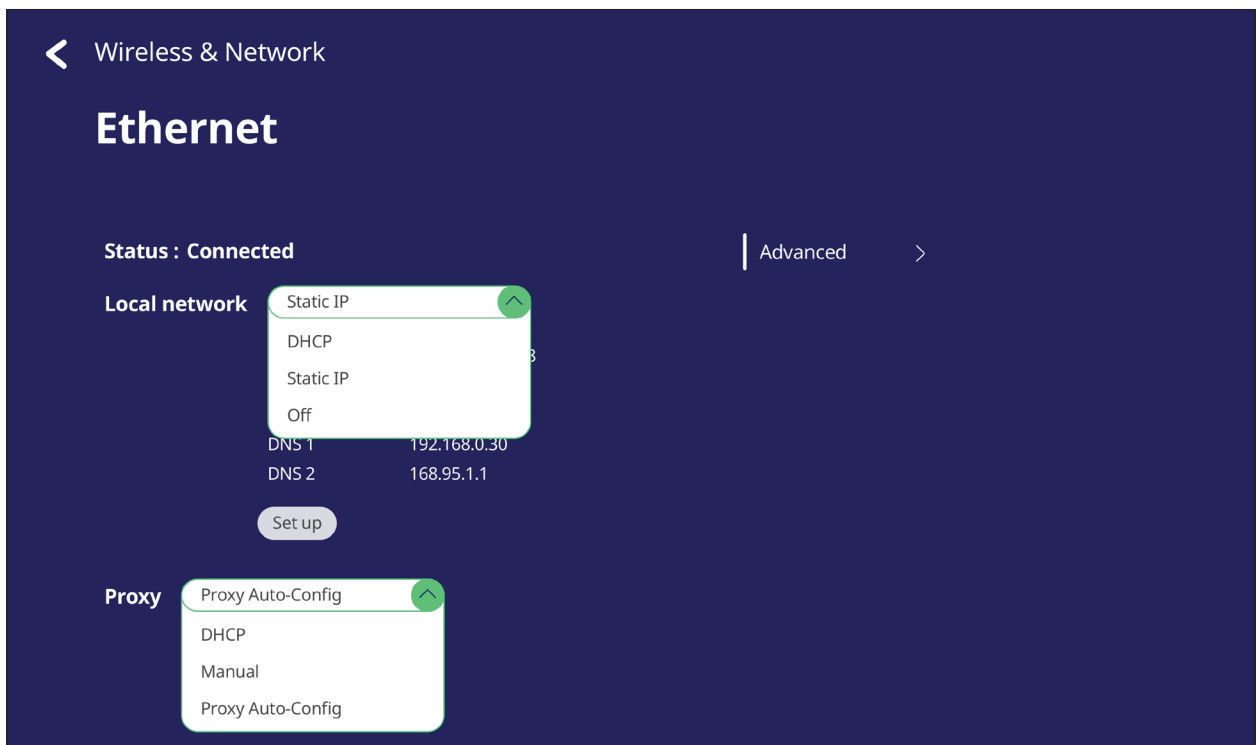 Wireless & Network
Ethernet
Status : Connected
Advanced
Local network
Static IP
DHCP
Static IP
Off
DNS 1 192.168.0.30
DNS 2 168.95.1.1
Set up
Proxy
Proxy Auto-Config
DHCP
Manual
Proxy Auto-Config